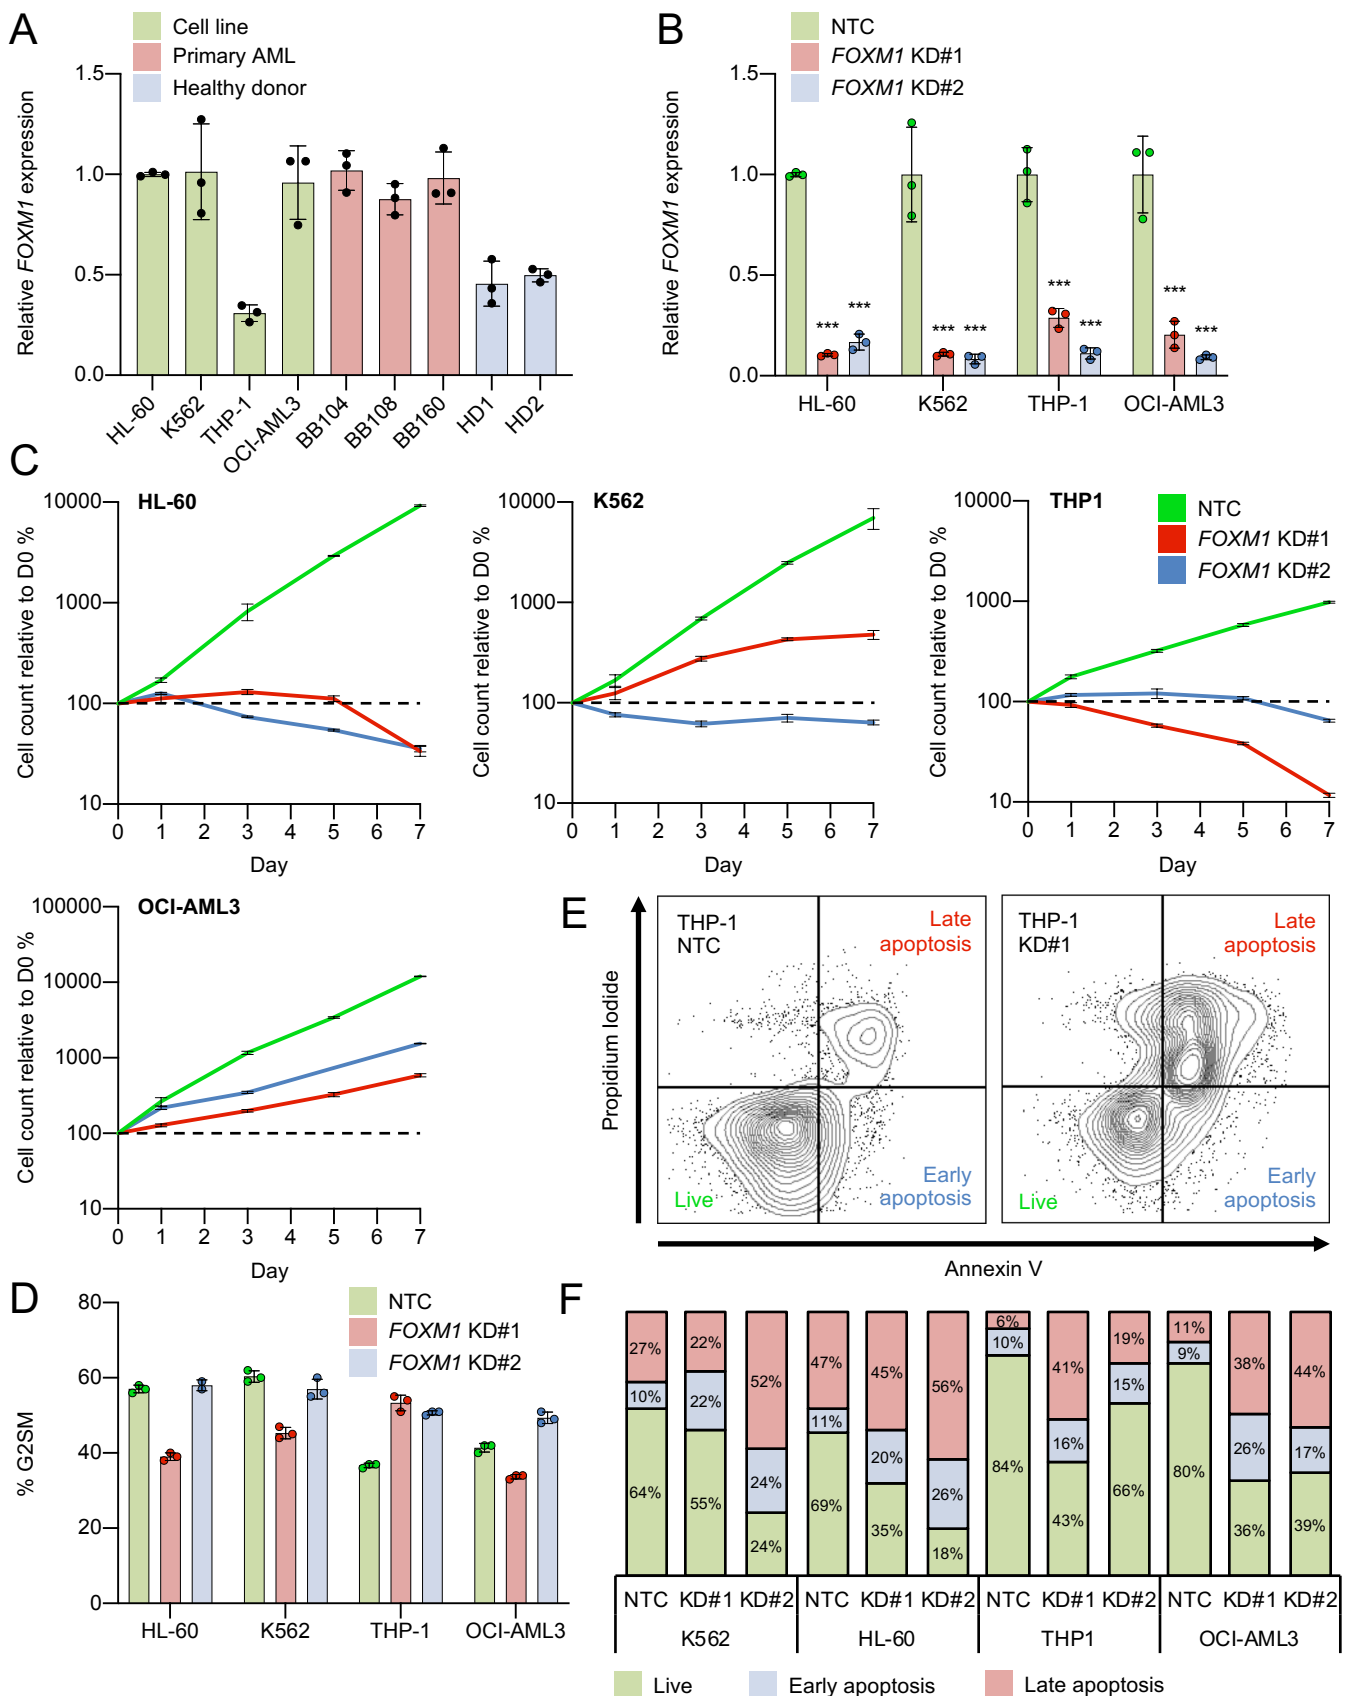 A
Cell line
Primary AML
Healthy donor
Relative FOXM1 expression
1.5
1.0
0.5
0.0
HL-60
K562
THP-1
OCI-AML3
BB104
BB108
BB160
HD1
HD2
B
NTC
FOXM1 KD#1
FOXM1 KD#2
Relative FOXM1 expression
1.5
1.0
0.5
0.0
*** *** *** *** *** *** *** ***
HL-60 K562 THP-1 OCI-AML3
C
HL-60
Cell count relative to D0 %
10000
1000
100
10
0 1 2 3 4 5 6 7
Day
K562
Cell count relative to D0 %
10000
1000
100
10
0 1 2 3 4 5 6 7
Day
THP1
NTC
FOXM1 KD#1
FOXM1 KD#2
Cell count relative to D0 %
10000
1000
100
10
0 1 2 3 4 5 6 7
Day
OCI-AML3
Cell count relative to D0 %
100000
10000
1000
100
10
0 1 2 3 4 5 6 7
Day
E
Propidium Iodide
THP-1
NTC
Late
apoptosis
Live
Early
apoptosis
THP-1
KD#1
Late
apoptosis
Live
Early
apoptosis
Annexin V
D
NTC
FOXM1 KD#1
FOXM1 KD#2
% G2SM
80
60
40
20
0
HL-60 K562 THP-1 OCI-AML3
F
27% 10% 64%
22% 22% 55%
52% 24% 24%
47% 11% 69%
45% 20% 35%
56% 26% 18%
6% 10% 84%
41% 16% 43%
19% 15% 66%
11% 9% 80%
38% 26% 36%
44% 17% 39%
NTC KD#1 KD#2 NTC KD#1 KD#2 NTC KD#1 KD#2 NTC KD#1 KD#2
K562 HL-60 THP1 OCI-AML3
Live Early apoptosis Late apoptosis